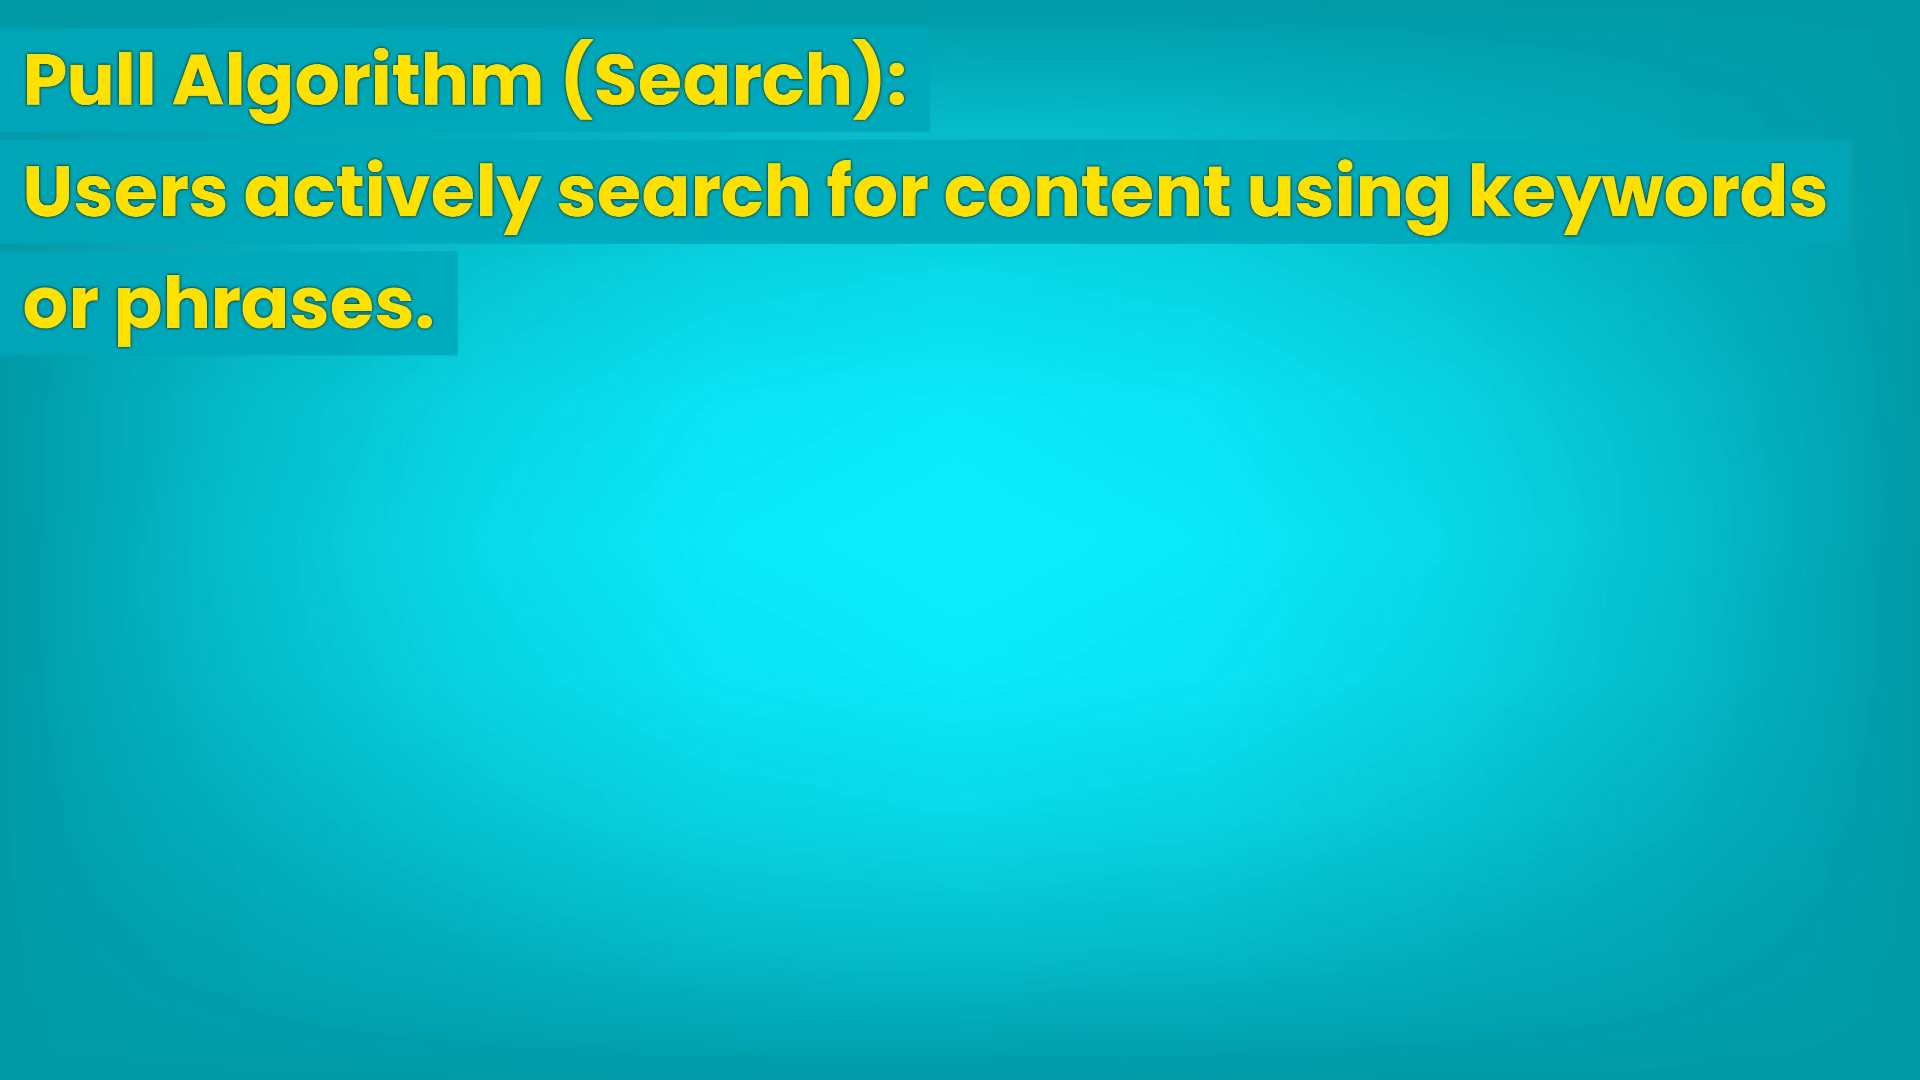 Pull Algorithm (Search):
Users actively search for content using keywords
or phrases.